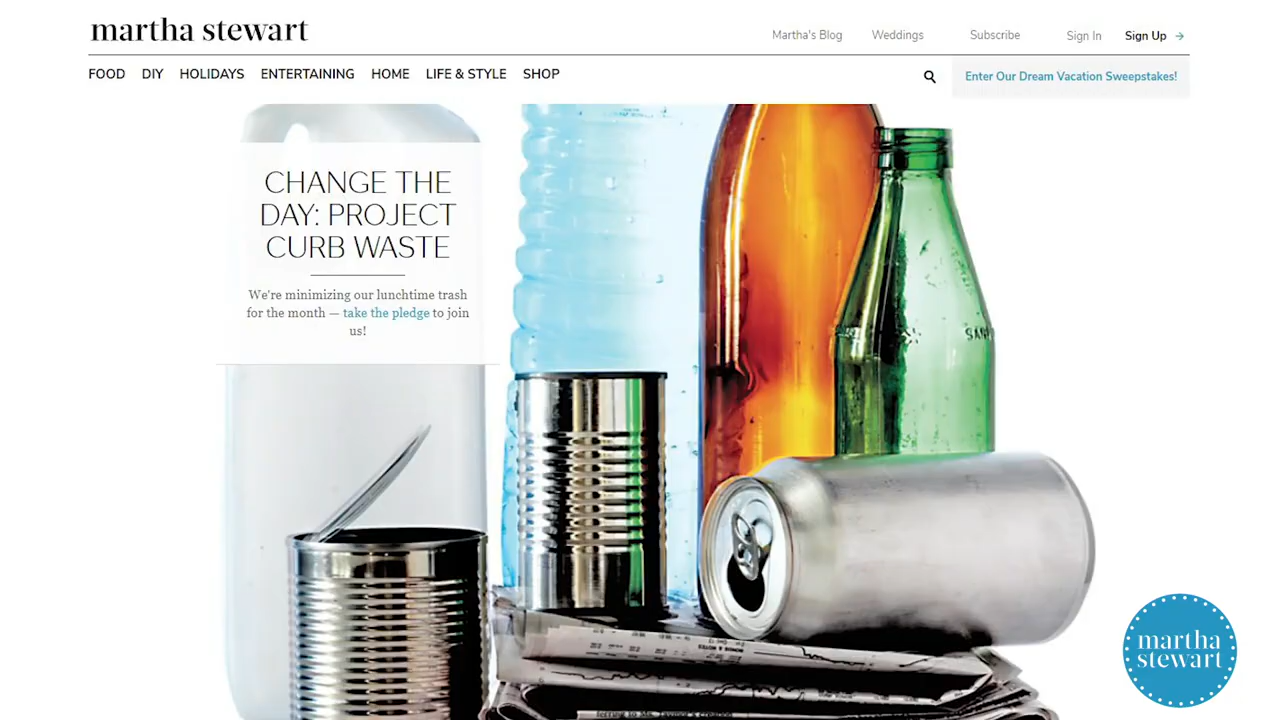 martha stewart
Martha's Blog Weddings Subscribe Sign In Sign Up
FOOD DIY HOLIDAYS ENTERTAINING HOME LIFE & STYLE SHOP
Enter Our Dream Vacation Sweepstakes!
CHANGE THE
DAY: PROJECT
CURB WASTE
We're minimizing our lunchtime trash
for the month — take the pledge to join
us!
martha
stewart